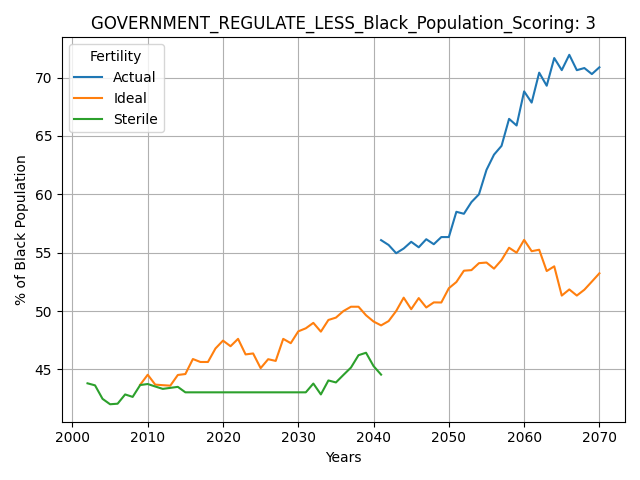 GOVERNMENT_REGULATE_LESS_Black_Population_Scoring: 3
Fertility
Actual
Ideal
Sterile
% of Black Population
70
65
60
55
50
45
2000 2010 2020 2030 2040 2050 2060 2070
Years